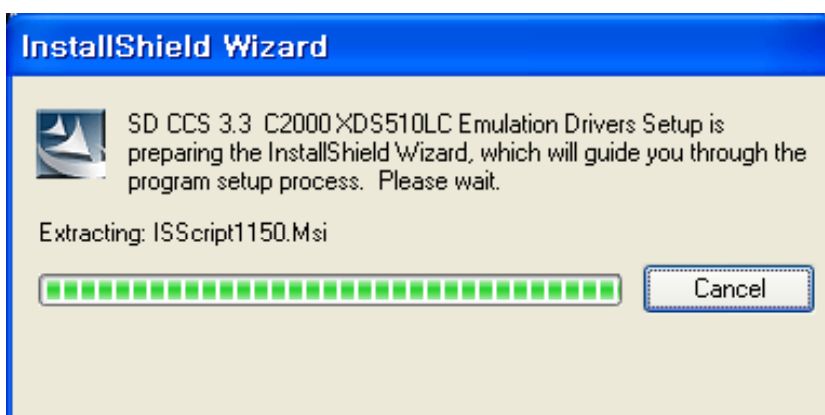 InstallShield Wizard
SD CCS 3.3 C2000 XDS510LC Emulation Drivers Setup is
preparing the InstallShield Wizard, which will guide you through the
program setup process. Please wait.
Extracting: ISScript1150.Msi
Cancel